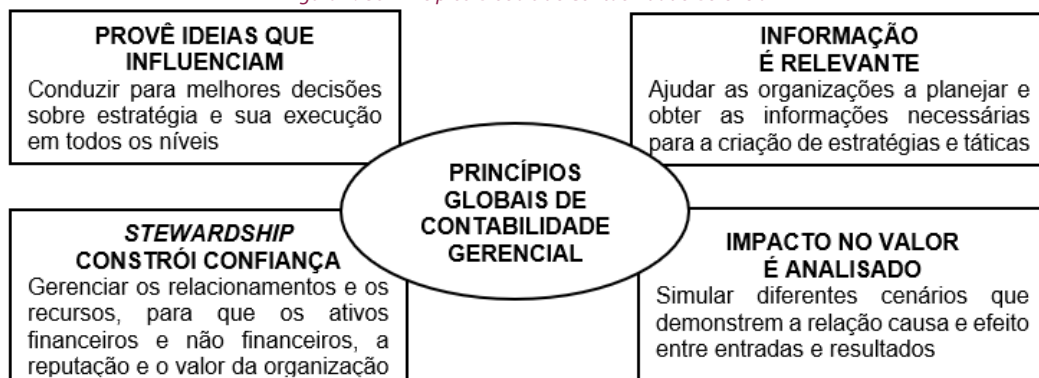 PROVÊ IDEIAS QUE
INFLUENCIAM
Conduzir para melhores decisões
sobre estratégia e sua execução
em todos os níveis
INFORMAÇÃO
É RELEVANTE
Ajudar as organizações a planejar e
obter as informações necessárias
para a criação de estratégias e táticas
PRINCÍPIOS
GLOBAIS DE
CONTABILIDADE
GERENCIAL
STEWARDSHIP
CONSTRÓI CONFIANÇA
Gerenciar os relacionamentos e os
recursos, para que os ativos
financeiros e não financeiros, a
reputação e o valor da organização
IMPACTO NO VALOR
É ANALISADO
Simular diferentes cenários que
demonstrem a relação causa e efeito
entre entradas e resultados